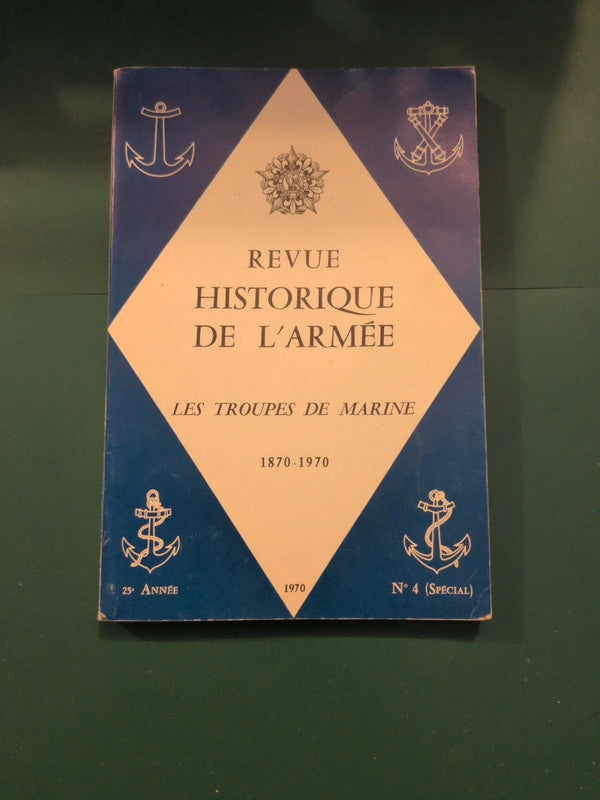 REVUE
HISTORIQUE
DE L'ARMÉE
LES TROUPES DE MARINE
1870-1970
25e ANNÉE
1970
N° 4 (SPÉCIAL)